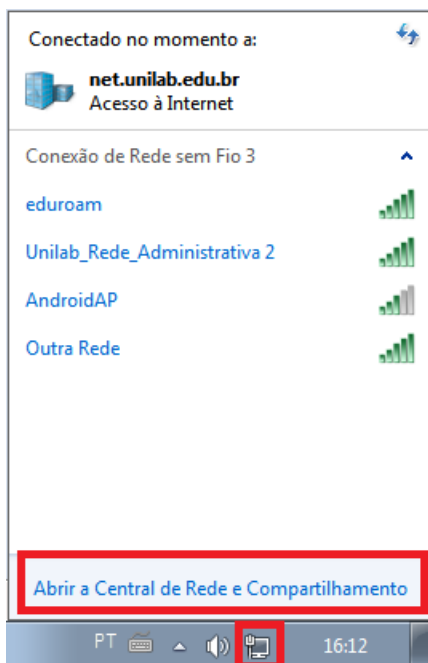 Conectado no momento a:
net.unilab.edu.br
Acesso à Internet
Conexão de Rede sem Fio 3
eduroam
Unilab_Rede_Administrativa 2
AndroidAP
Outra Rede
Abrir a Central de Rede e Compartilhamento
PT 16:12